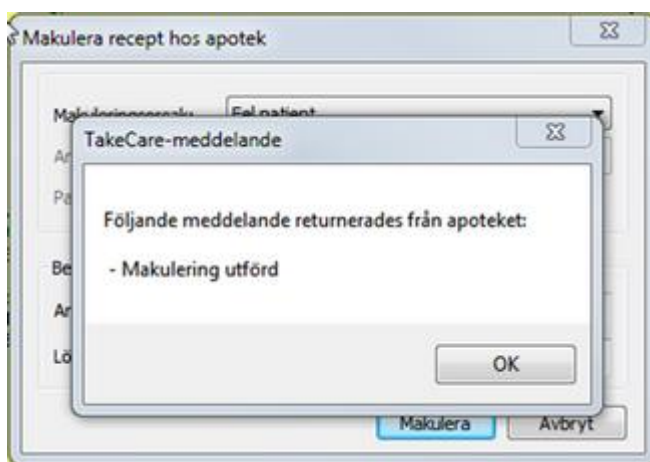 Makulera recept hos apotek
Fel patient
TakeCare-meddelande
Följande meddelande returnerades från apoteket:
- Makulering utförd
OK
Makulera Avbryt